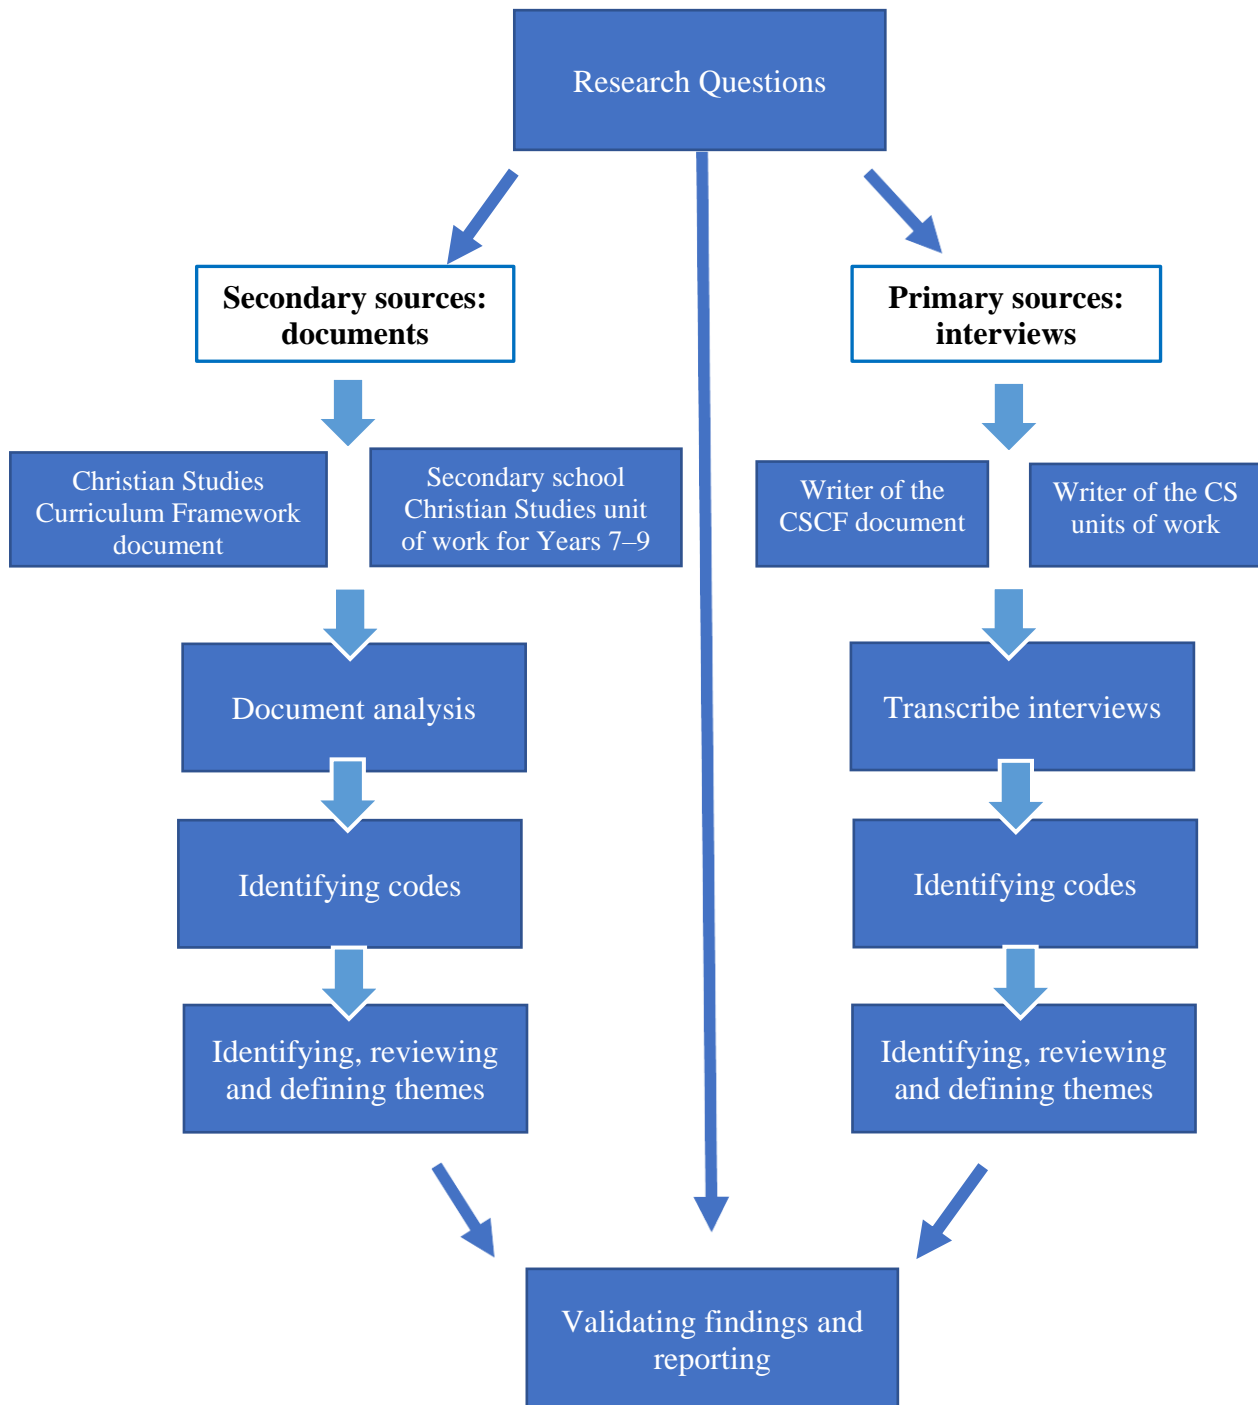 Research Questions
Secondary sources:
documents
Primary sources:
interviews
Christian Studies
Curriculum Framework
document
Secondary school
Christian Studies unit
of work for Years 7–9
Writer of the
CSCF document
Writer of the CS
units of work
Document analysis
Transcribe interviews
Identifying codes
Identifying codes
Identifying, reviewing
and defining themes
Identifying, reviewing
and defining themes
Validating findings and
reporting